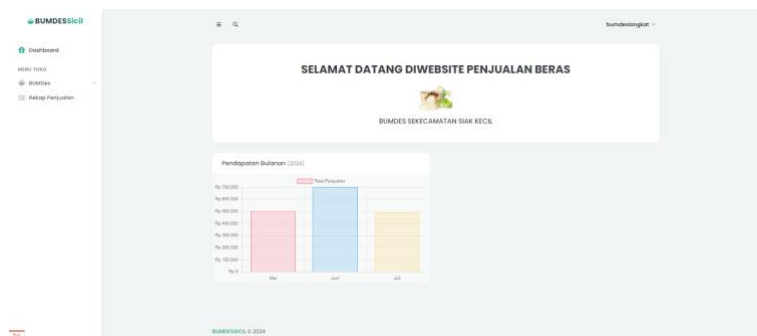 BUMDESSicil
bumdeslangkat
Dashboard
MENU TOKO
BUMDes
Rekap Penjualan
SELAMAT DATANG DIWEBSITE PENJUALAN BERAS
BUMDES SEKECAMATAN SIAK KECIL
Pendapatan Bulanan (2024)
Total Penjualan
Rp 700.000
Rp 600.000
Rp 500.000
Rp 400.000
Rp 300.000
Rp 200.000
Rp 100.000
Rp 0
Mei
Juni
Juli
BUMDESSICIL © 2024